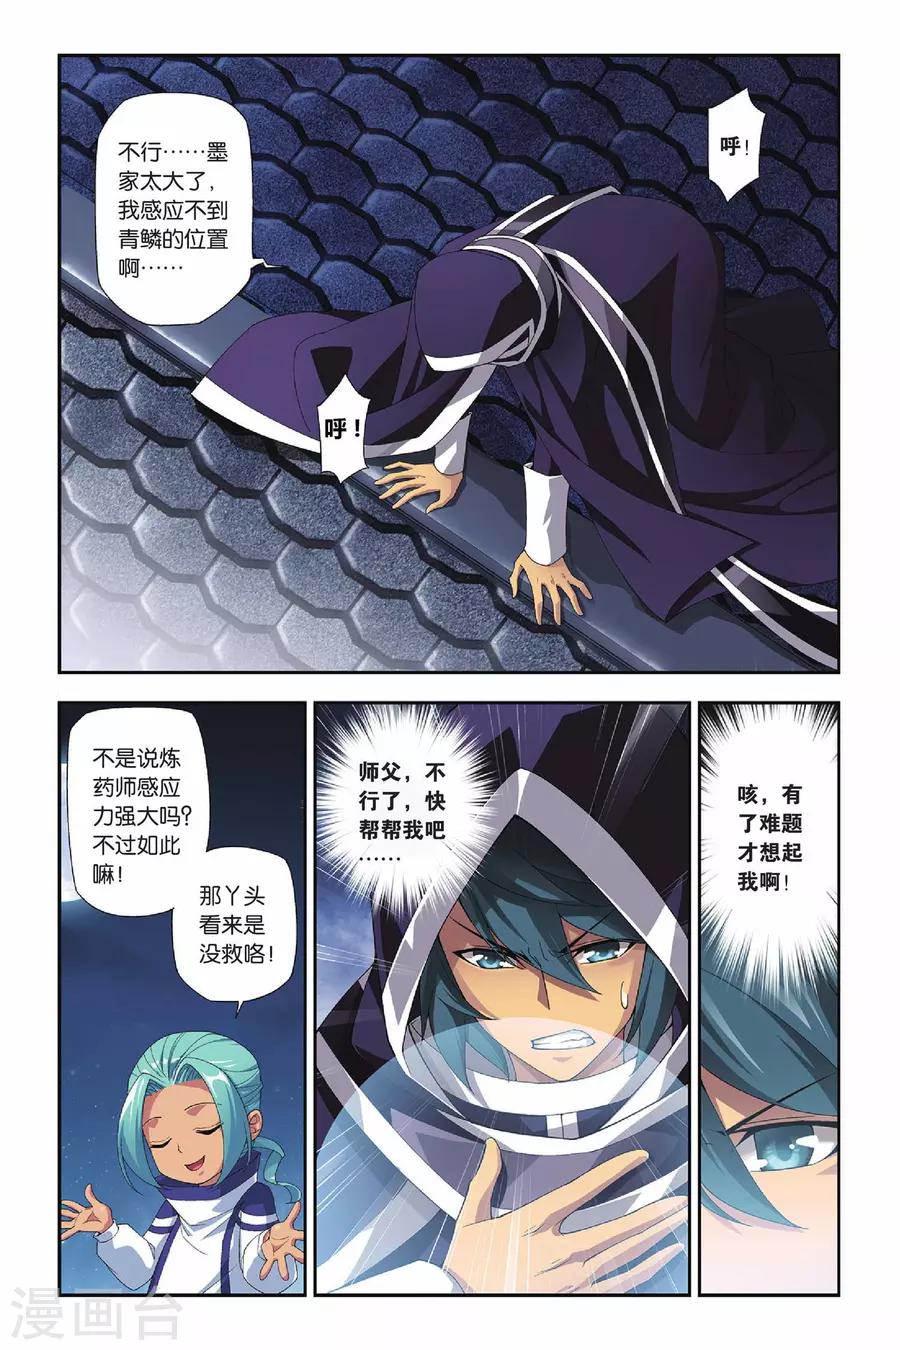 不行……墨
家太大了，
我感应不到
青鳞的位置
啊……
呼！
呼！
不是说炼
药师感应
力强大吗？
不过如此
嘛！
那丫头
看来是
没救咯！
师父，不
行了，快
帮帮我吧
……
咳，有
了难题
才想起
我啊！
漫画台